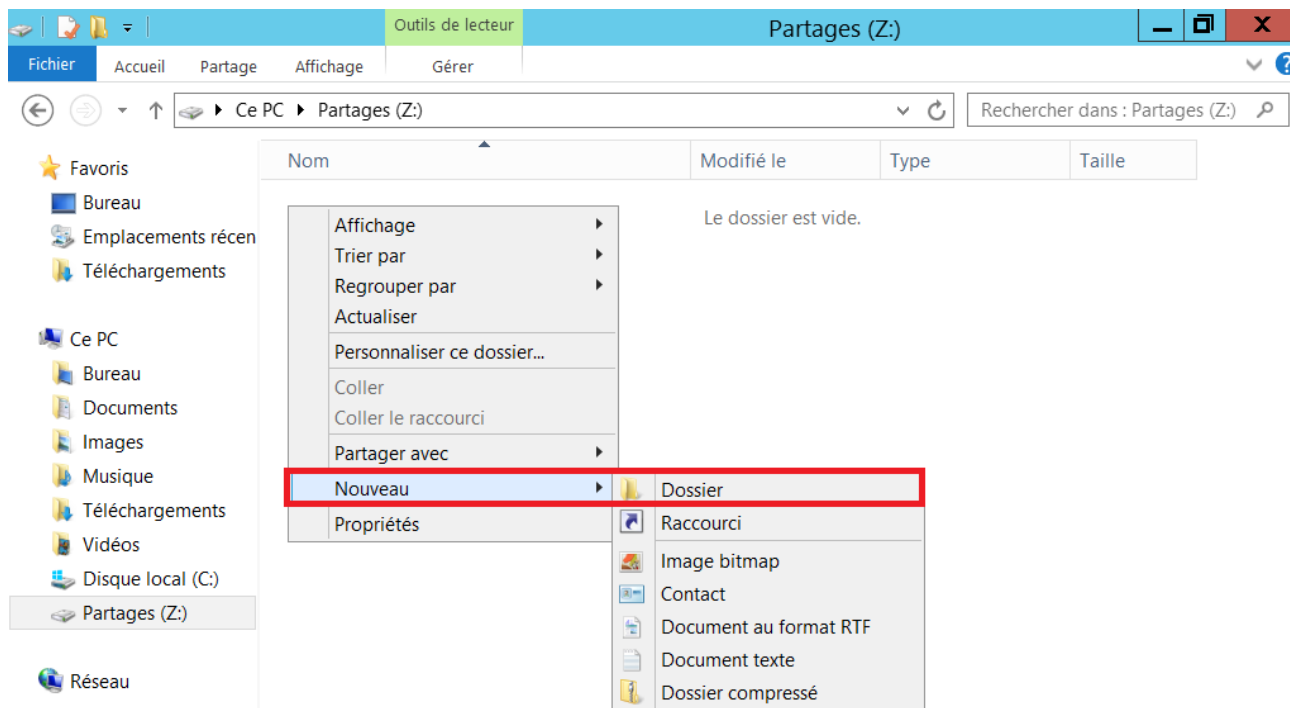 Outils de lecteur
Partages (Z:)
Fichier
Accueil
Partage
Affichage
Gérer
Ce PC
Partages (Z:)
Rechercher dans : Partages (Z:)
Nom
Modifié le
Type
Taille
Le dossier est vide.
Favoris
Bureau
Emplacements récen
Téléchargements
Ce PC
Bureau
Documents
Images
Musique
Téléchargements
Vidéos
Disque local (C:)
Partages (Z:)
Réseau
Affichage
Trier par
Regrouper par
Actualiser
Personnaliser ce dossier...
Coller
Coller le raccourci
Partager avec
Nouveau
Propriétés
Dossier
Raccourci
Image bitmap
Contact
Document au format RTF
Document texte
Dossier compressé